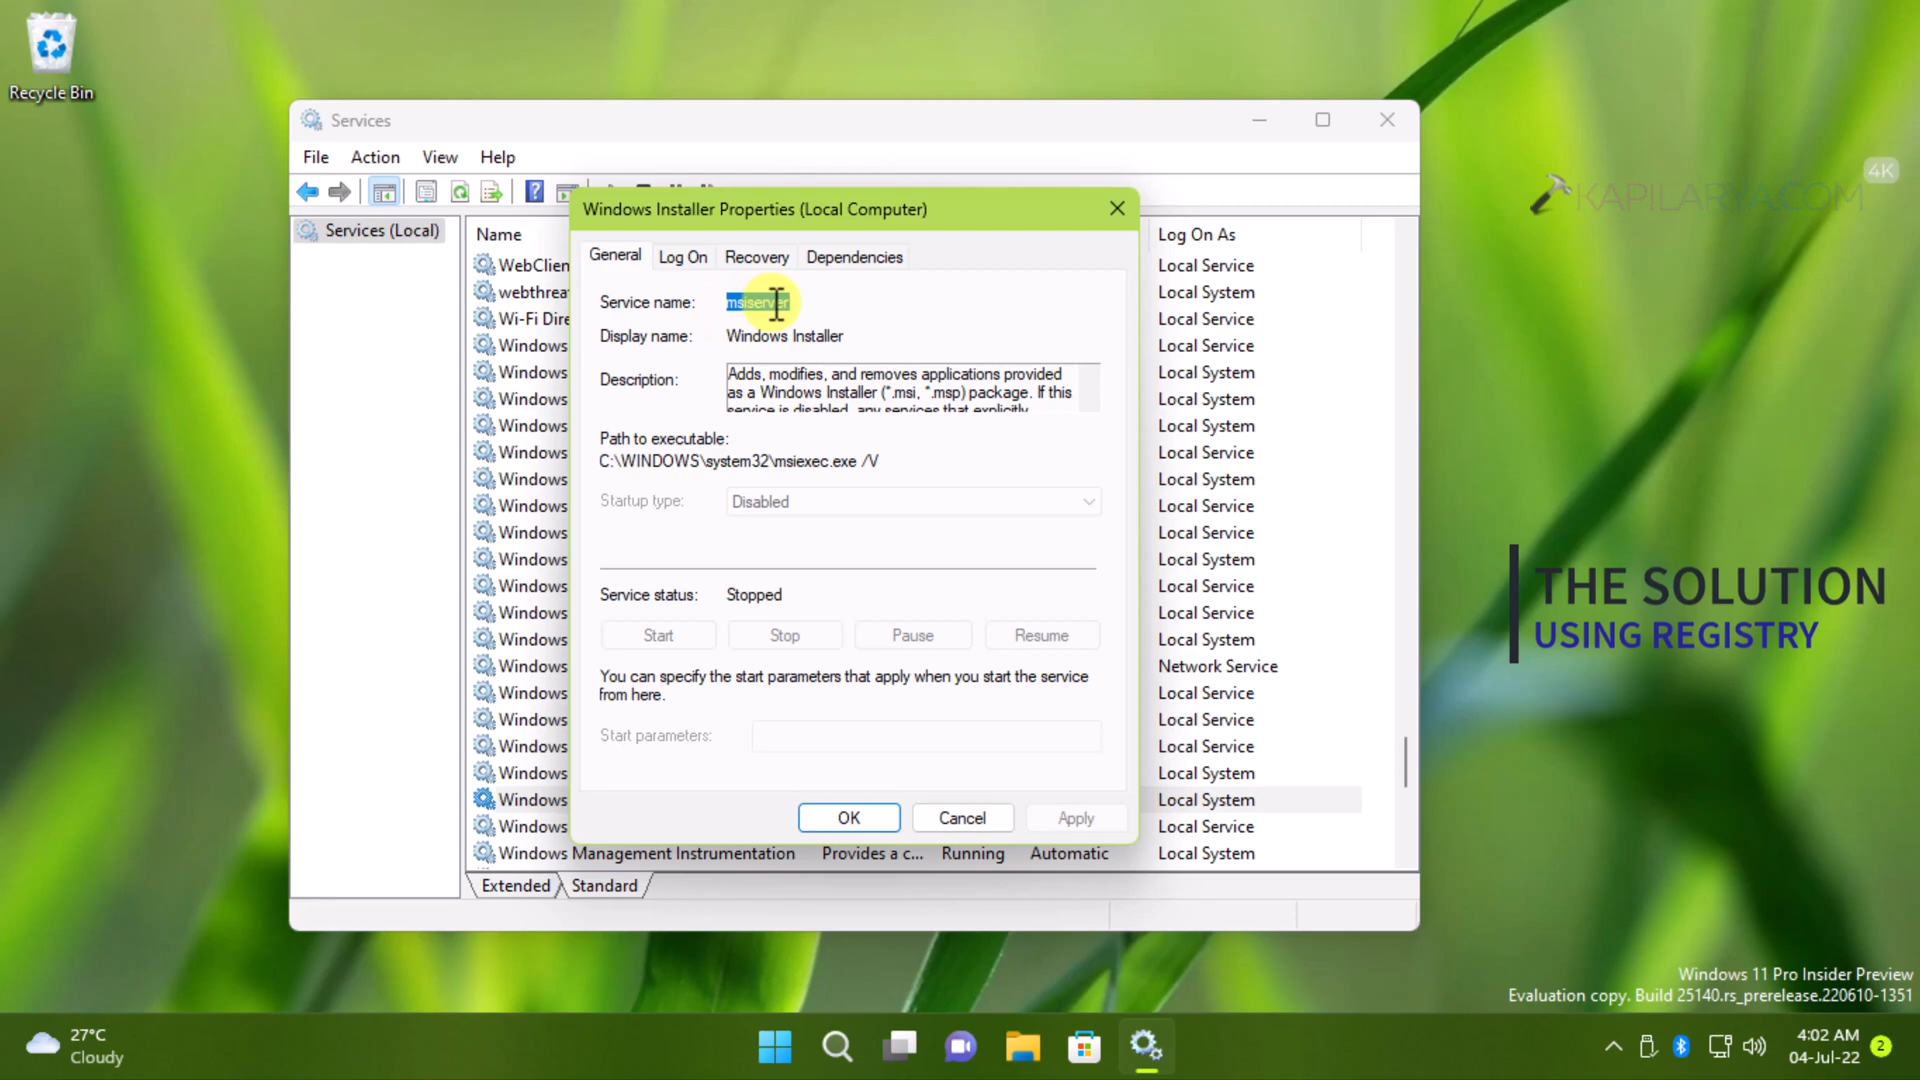 Recycle Bin
Services
File Action View Help
4K
KAPILARYA.COM
Windows Installer Properties (Local Computer)
Services (Local)
Name
Log On As
General Log On Recovery Dependencies
WebClien
Local Service
webthrea
Local System
Service name: msiserver
Wi-Fi Dire
Local Service
Display name: Windows Installer
Windows
Local Service
Windows
Local System
Description: Adds, modifies, and removes applications provided
as a Windows Installer (*.msi, *.msp) package. If this
service is disabled, any services that explicitly
Windows
Local System
Windows
Local System
Path to executable:
Windows
Local Service
C:\WINDOWS\system32\msiexec.exe /V
Windows
Local System
Startup type: Disabled
Windows
Local Service
Windows
Local Service
Windows
Local System
Windows
Local Service
Service status: Stopped
Windows
Local Service
Start Stop Pause Resume
Windows
Local System
THE SOLUTION
USING REGISTRY
Windows
Network Service
You can specify the start parameters that apply when you start the service
from here.
Windows
Local Service
Windows
Local Service
Start parameters:
Windows
Local Service
Windows
Local System
Windows
Local System
OK Cancel Apply
Windows
Local Service
Windows Management Instrumentation Provides a c... Running Automatic Local System
Extended Standard
Windows 11 Pro Insider Preview
Evaluation copy. Build 25140.rs_prerelease.220610-1351
27°C
Cloudy
4:02 AM
04-Jul-22
2